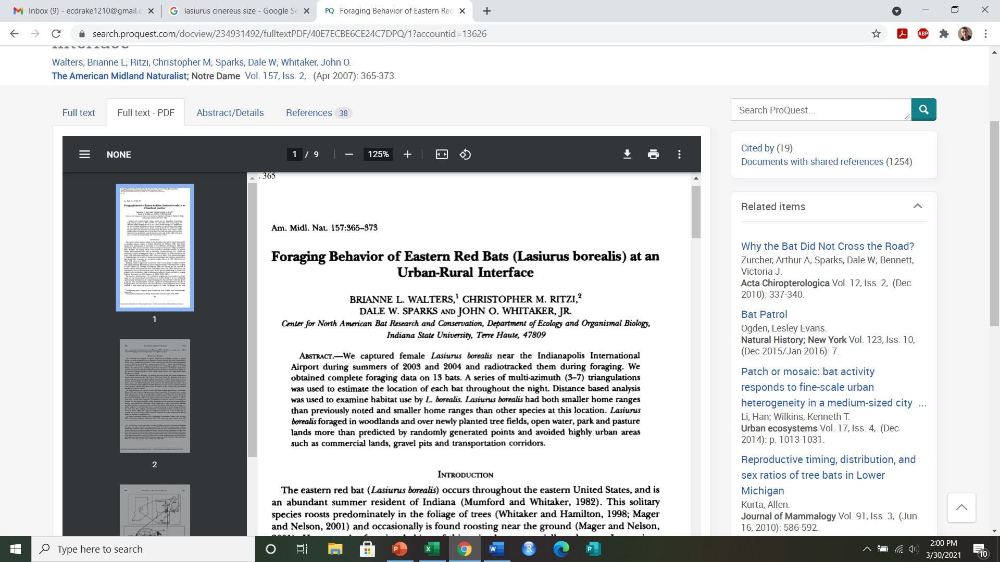 Inbox (9) - ecdrake1210@gmail.c
lasiurus cinereus size - Google Se
PQ Foraging Behavior of Eastern Red
search.proquest.com/docview/234931492/fulltextPDF/40E7ECBE6CE24C7DPQ/1?accountid=13626
ABP
Walters, Brianne L; Ritzi, Christopher M; Sparks, Dale W; Whitaker, John O.
The American Midland Naturalist; Notre Dame Vol. 157, Iss. 2, (Apr 2007): 365-373.
Full text
Full text - PDF
Abstract/Details
References 38
NONE
1 / 9
125%
1
2
. 365
Am. Midl. Nat. 157:365–373
Foraging Behavior of Eastern Red Bats (Lasiurus borealis) at an
Urban-Rural Interface
BRIANNE L. WALTERS,¹ CHRISTOPHER M. RITZI,²
DALE W. SPARKS AND JOHN O. WHITAKER, JR.
Center for North American Bat Research and Conservation, Department of Ecology and Organismal Biology,
Indiana State University, Terre Haute, 47809
ABSTRACT.—We captured female Lasiurus borealis near the Indianapolis International
Airport during summers of 2003 and 2004 and radiotracked them during foraging. We
obtained complete foraging data on 13 bats. A series of multi-azimuth (3–7) triangulations
was used to estimate the location of each bat throughout the night. Distance based analysis
was used to examine habitat use by L. borealis. Lasiurus borealis had both smaller home ranges
than previously noted and smaller home ranges than other species at this location. Lasiurus
borealis foraged in woodlands and over newly planted tree fields, open water, park and pasture
lands more than predicted by randomly generated points and avoided highly urban areas
such as commercial lands, gravel pits and transportation corridors.
INTRODUCTION
The eastern red bat (Lasiurus borealis) occurs throughout the eastern United States, and is
an abundant summer resident of Indiana (Mumford and Whitaker, 1982). This solitary
species roosts predominately in the foliage of trees (Whitaker and Hamilton, 1998; Mager
and Nelson, 2001) and occasionally is found roosting near the ground (Mager and Nelson,
Search ProQuest...
Cited by (19)
Documents with shared references (1254)
Related items
Why the Bat Did Not Cross the Road?
Zurcher, Arthur A; Sparks, Dale W; Bennett,
Victoria J.
Acta Chiropterologica Vol. 12, Iss. 2, (Dec
2010): 337-340.
Bat Patrol
Ogden, Lesley Evans.
Natural History; New York Vol. 123, Iss. 10,
(Dec 2015/Jan 2016): 7.
Patch or mosaic: bat activity
responds to fine-scale urban
heterogeneity in a medium-sized city ...
Li, Han; Wilkins, Kenneth T.
Urban ecosystems Vol. 17, Iss. 4, (Dec
2014): p. 1013-1031.
Reproductive timing, distribution, and
sex ratios of tree bats in Lower
Michigan
Kurta, Allen.
Journal of Mammalogy Vol. 91, Iss. 3, (Jun
16, 2010): 586-592.
Type here to search
2:00 PM
3/30/2021
10